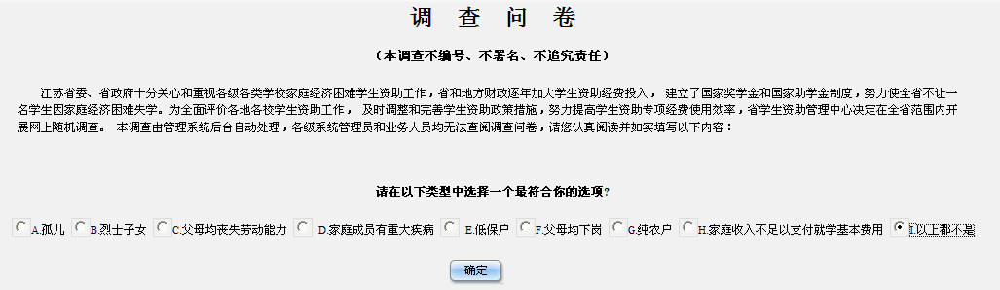 调 查 问 卷
（本调查不编号、不署名、不追究责任）
江苏省委、省政府十分关心和重视各级各类学校家庭经济困难学生资助工作，省和地方财政逐年加大学生资助经费投入， 建立了国家奖学金和国家助学金制度，努力使全省不让一
名学生因家庭经济困难失学。为全面评价各地各校学生资助工作， 及时调整和完善学生资助政策措施，努力提高学生资助专项经费使用效率，省学生资助管理中心决定在全省范围内开
展网上随机调查。 本调查由管理系统后台自动处理，各级系统管理员和业务人员均无法查阅调查问卷，请您认真阅读并如实填写以下内容：
请在以下类型中选择一个最符合你的选项?
A.孤儿 B.烈士子女 C.父母均丧失劳动能力 D.家庭成员有重大疾病 E.低保户 F.父母均下岗 G.纯农户 H.家庭收入不足以支付就学基本费用 I以上都不是
确定